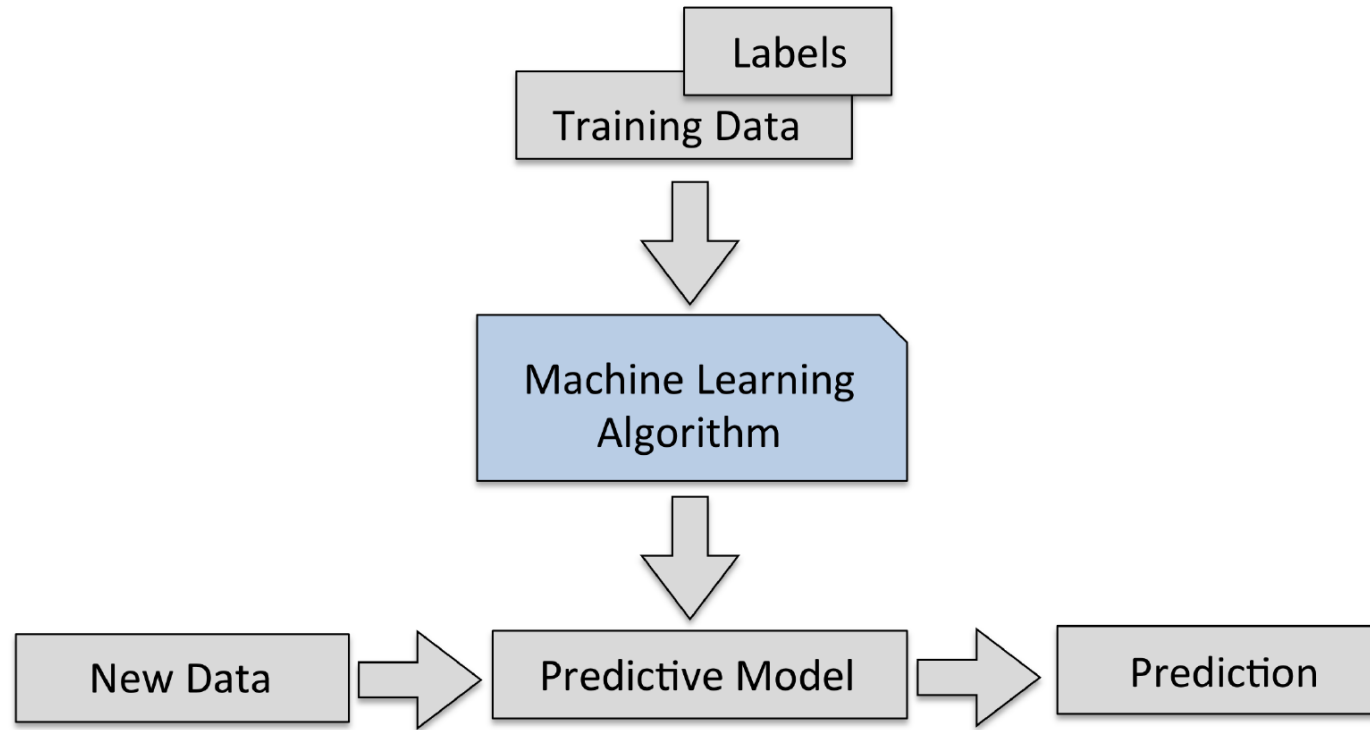 Labels
Training Data
Machine Learning
Algorithm
New Data
Predictive Model
Prediction